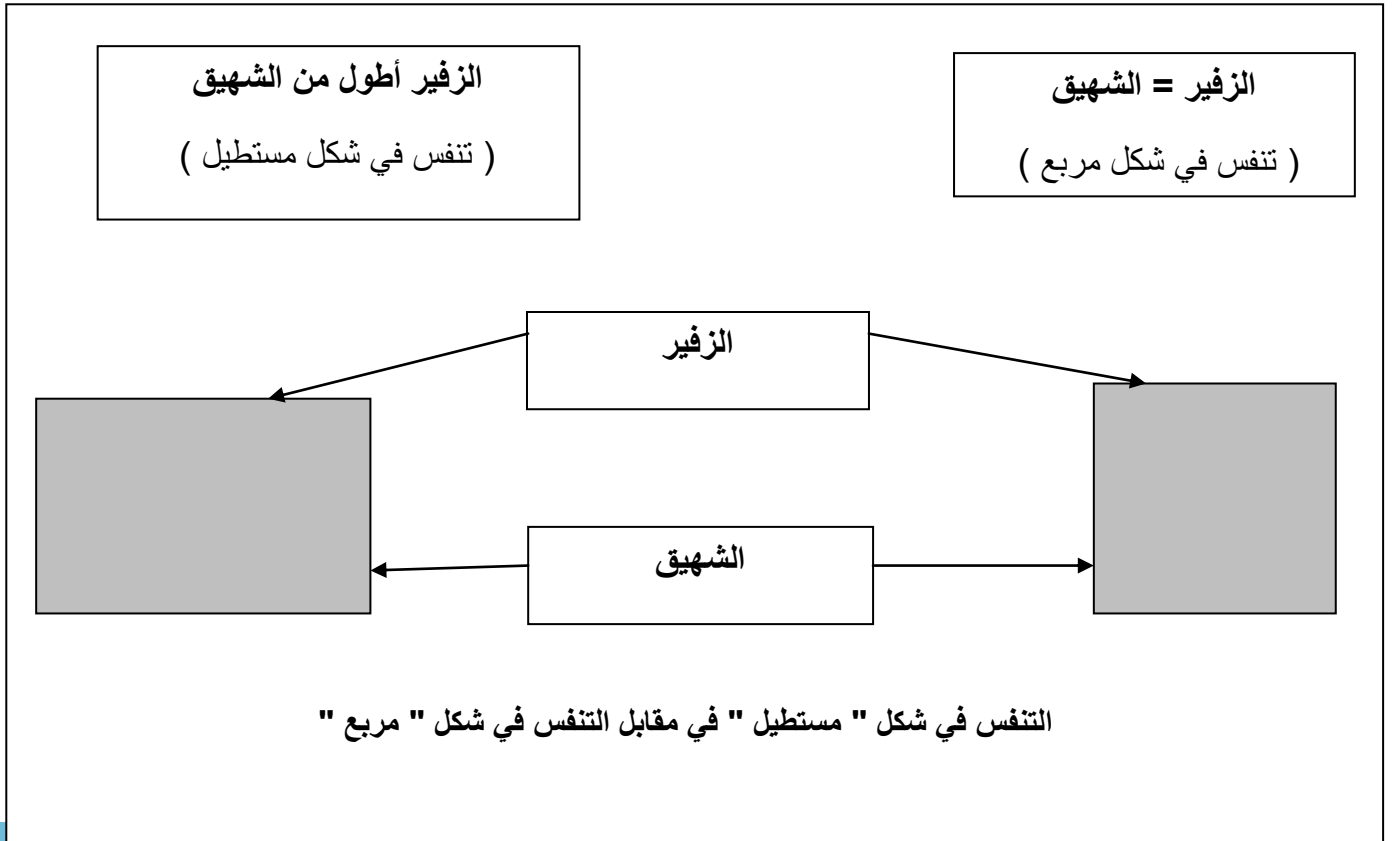 الزفير = الشهيق
( تنفس في شكل مربع )
الزفير أطول من الشهيق
( تنفس في شكل مستطيل )
الزفير
الشهيق
التنفس في شكل " مستطيل " في مقابل التنفس في شكل " مربع "